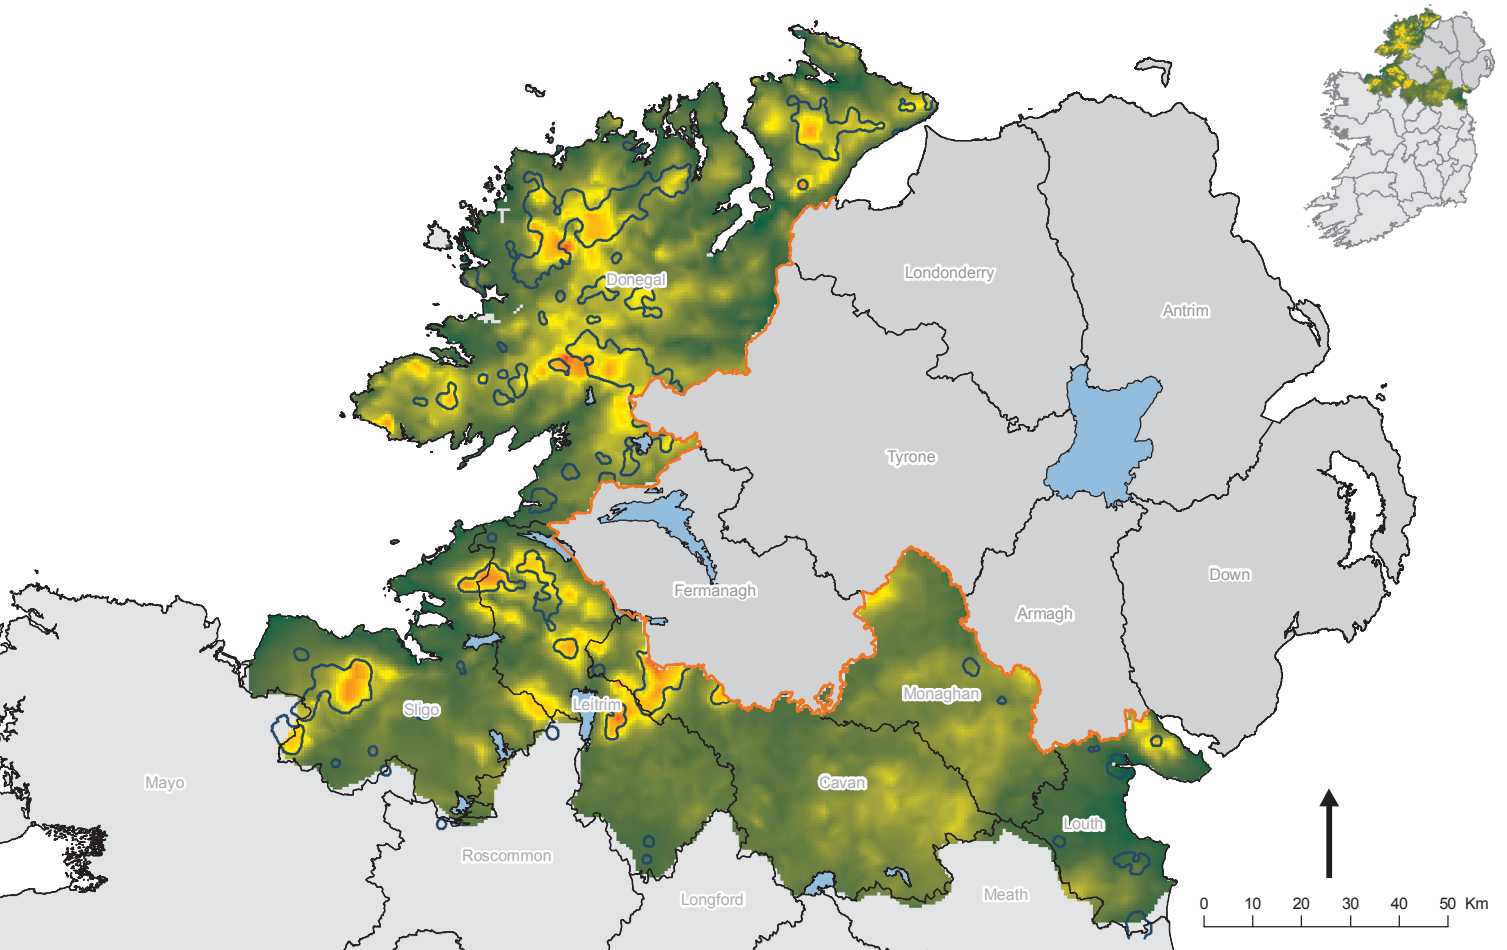 Londonderry
Donegal
Antrim
Tyrone
Fermanagh
Down
Armagh
Monaghan
Leitrim
Sligo
Mayo
Cavan
Louth
Roscommon
Longford
Meath
0 10 20 30 40 50 Km